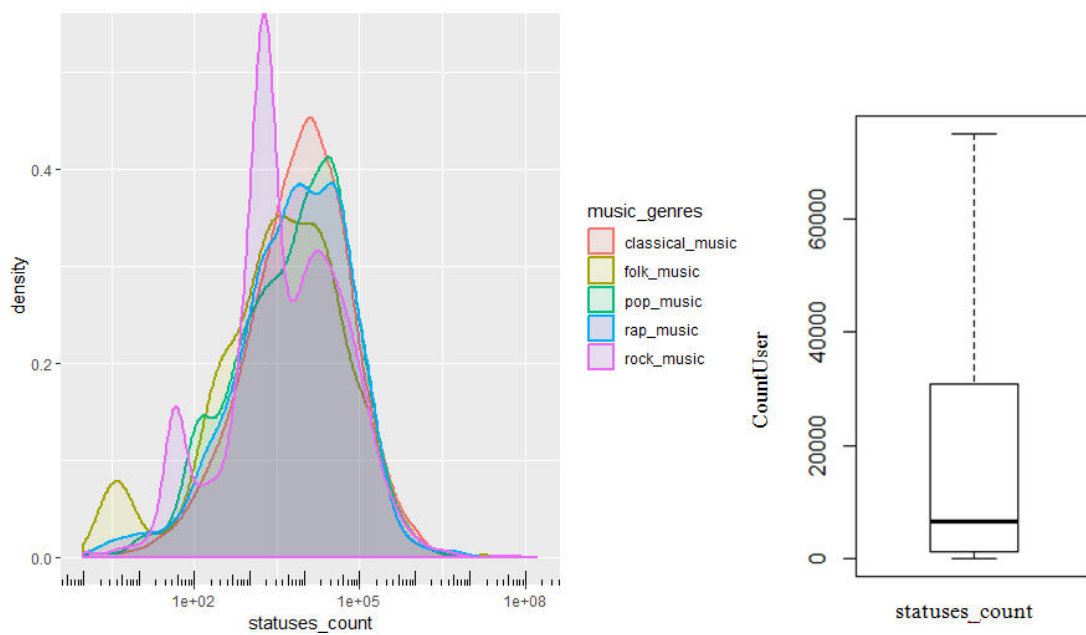 density
0.4
0.2
0.0
1e+02
1e+05
1e+08
statuses_count
music_genres
classical_music
folk_music
pop_music
rap_music
rock_music
CountUser
60000
40000
20000
0
statuses_count